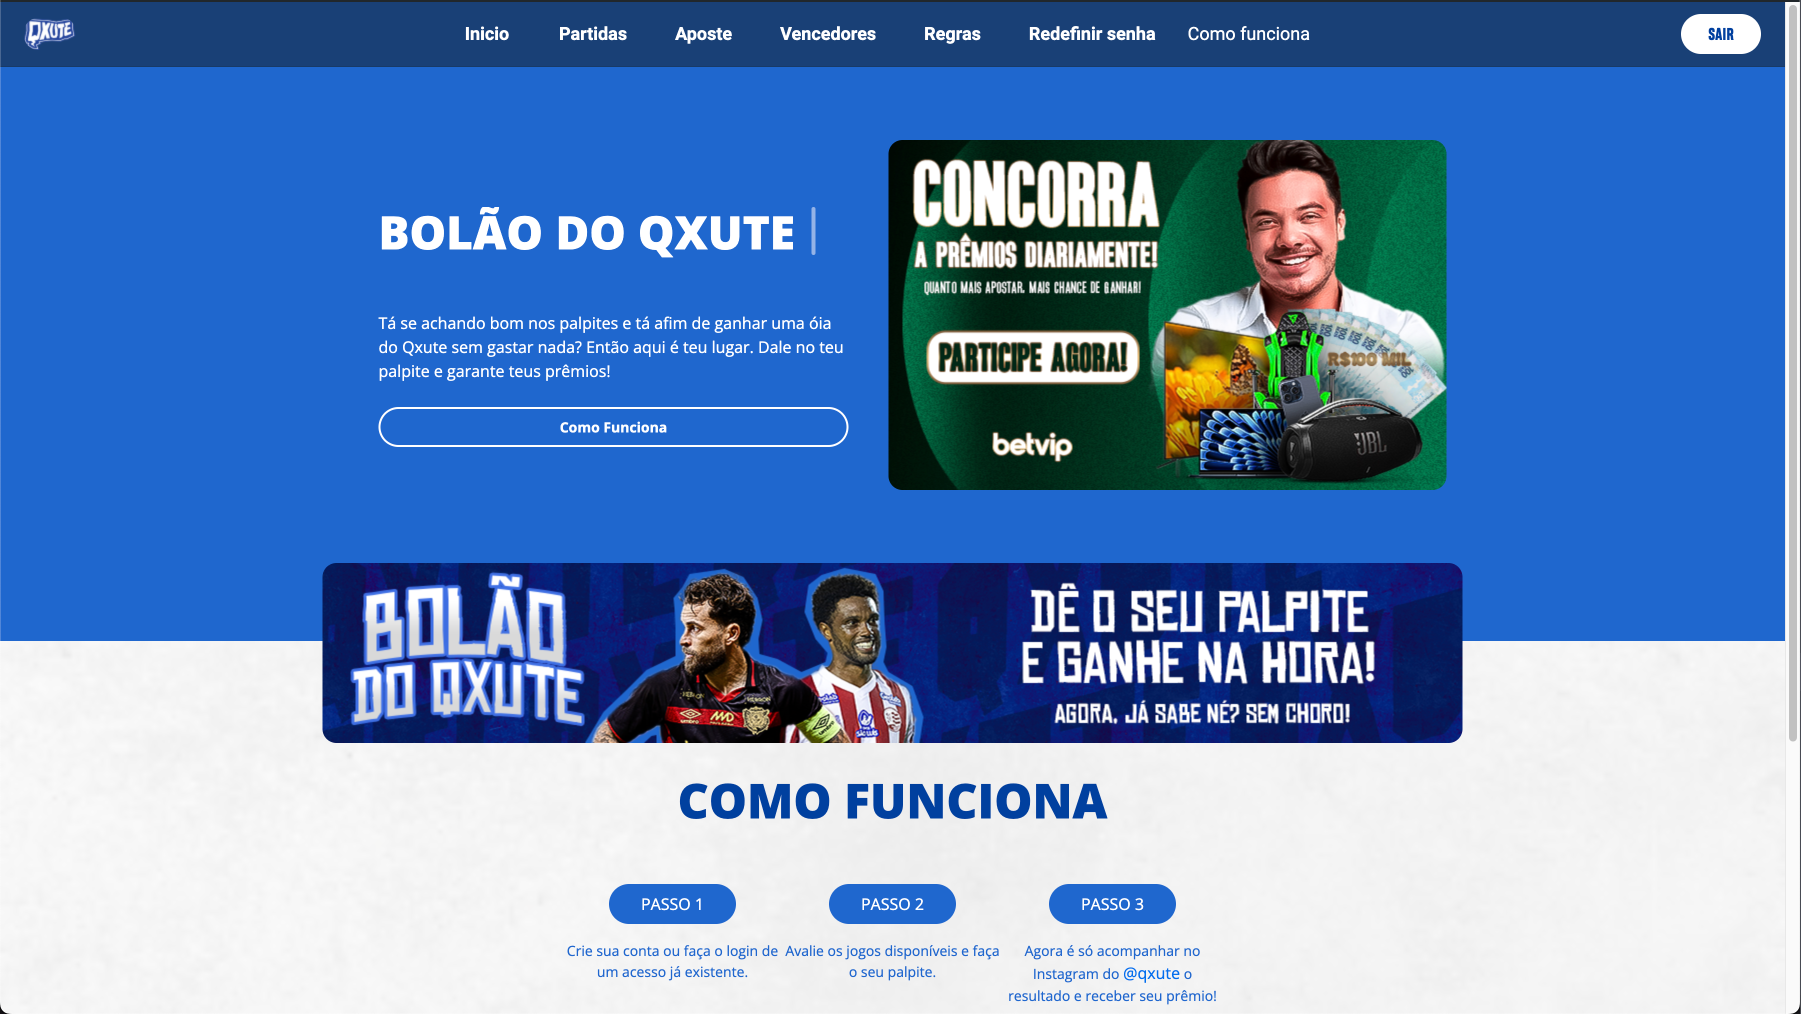 QXUTE
Inicio Partidas Aposte Vencedores Regras Redefinir senha Como funciona
SAIR
BOLÃO DO QXUTE
Tá se achando bom nos palpites e tá afim de ganhar uma óia
do Qxute sem gastar nada? Então aqui é teu lugar. Dale no teu
palpite e garante teus prêmios!
Como Funciona
CONCORRA
A PRÊMIOS DIARIAMENTE!
QUANTO MAIS APOSTAR, MAIS CHANCE DE GANHAR!
PARTICIPE AGORA!
R$100 MIL
JBL
betvip
BOLÃO
DO QXUTE
DÊ O SEU PALPITE
E GANHE NA HORA!
AGORA, JÁ SABE NÉ? SEM CHORO!
COMO FUNCIONA
PASSO 1
Crie sua conta ou faça o login de
um acesso já existente.
PASSO 2
Avalie os jogos disponíveis e faça
o seu palpite.
PASSO 3
Agora é só acompanhar no
Instagram do @qxute o
resultado e receber seu prêmio!